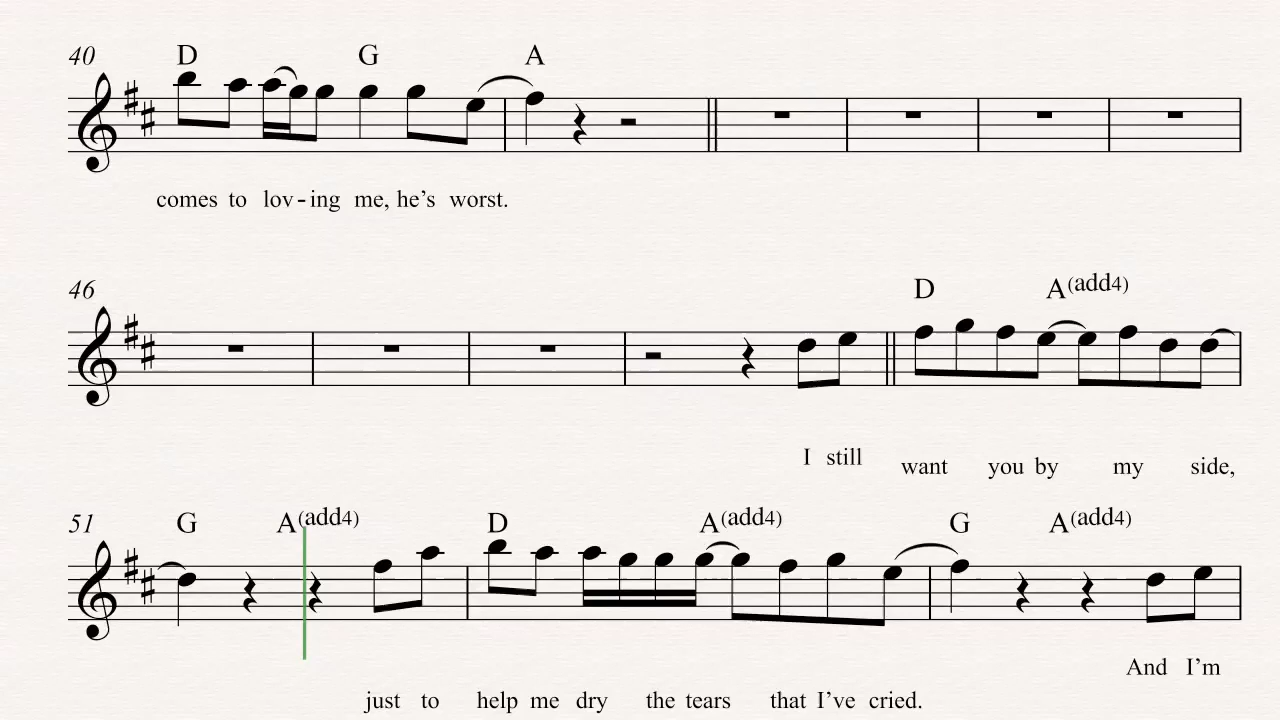 40 D G A
comes to lov-ing me, he's worst.
46 D A(add4)
I still want you by my side,
51 G A(add4) D A(add4) G A(add4)
And I'm
just to help me dry the tears that I've cried.